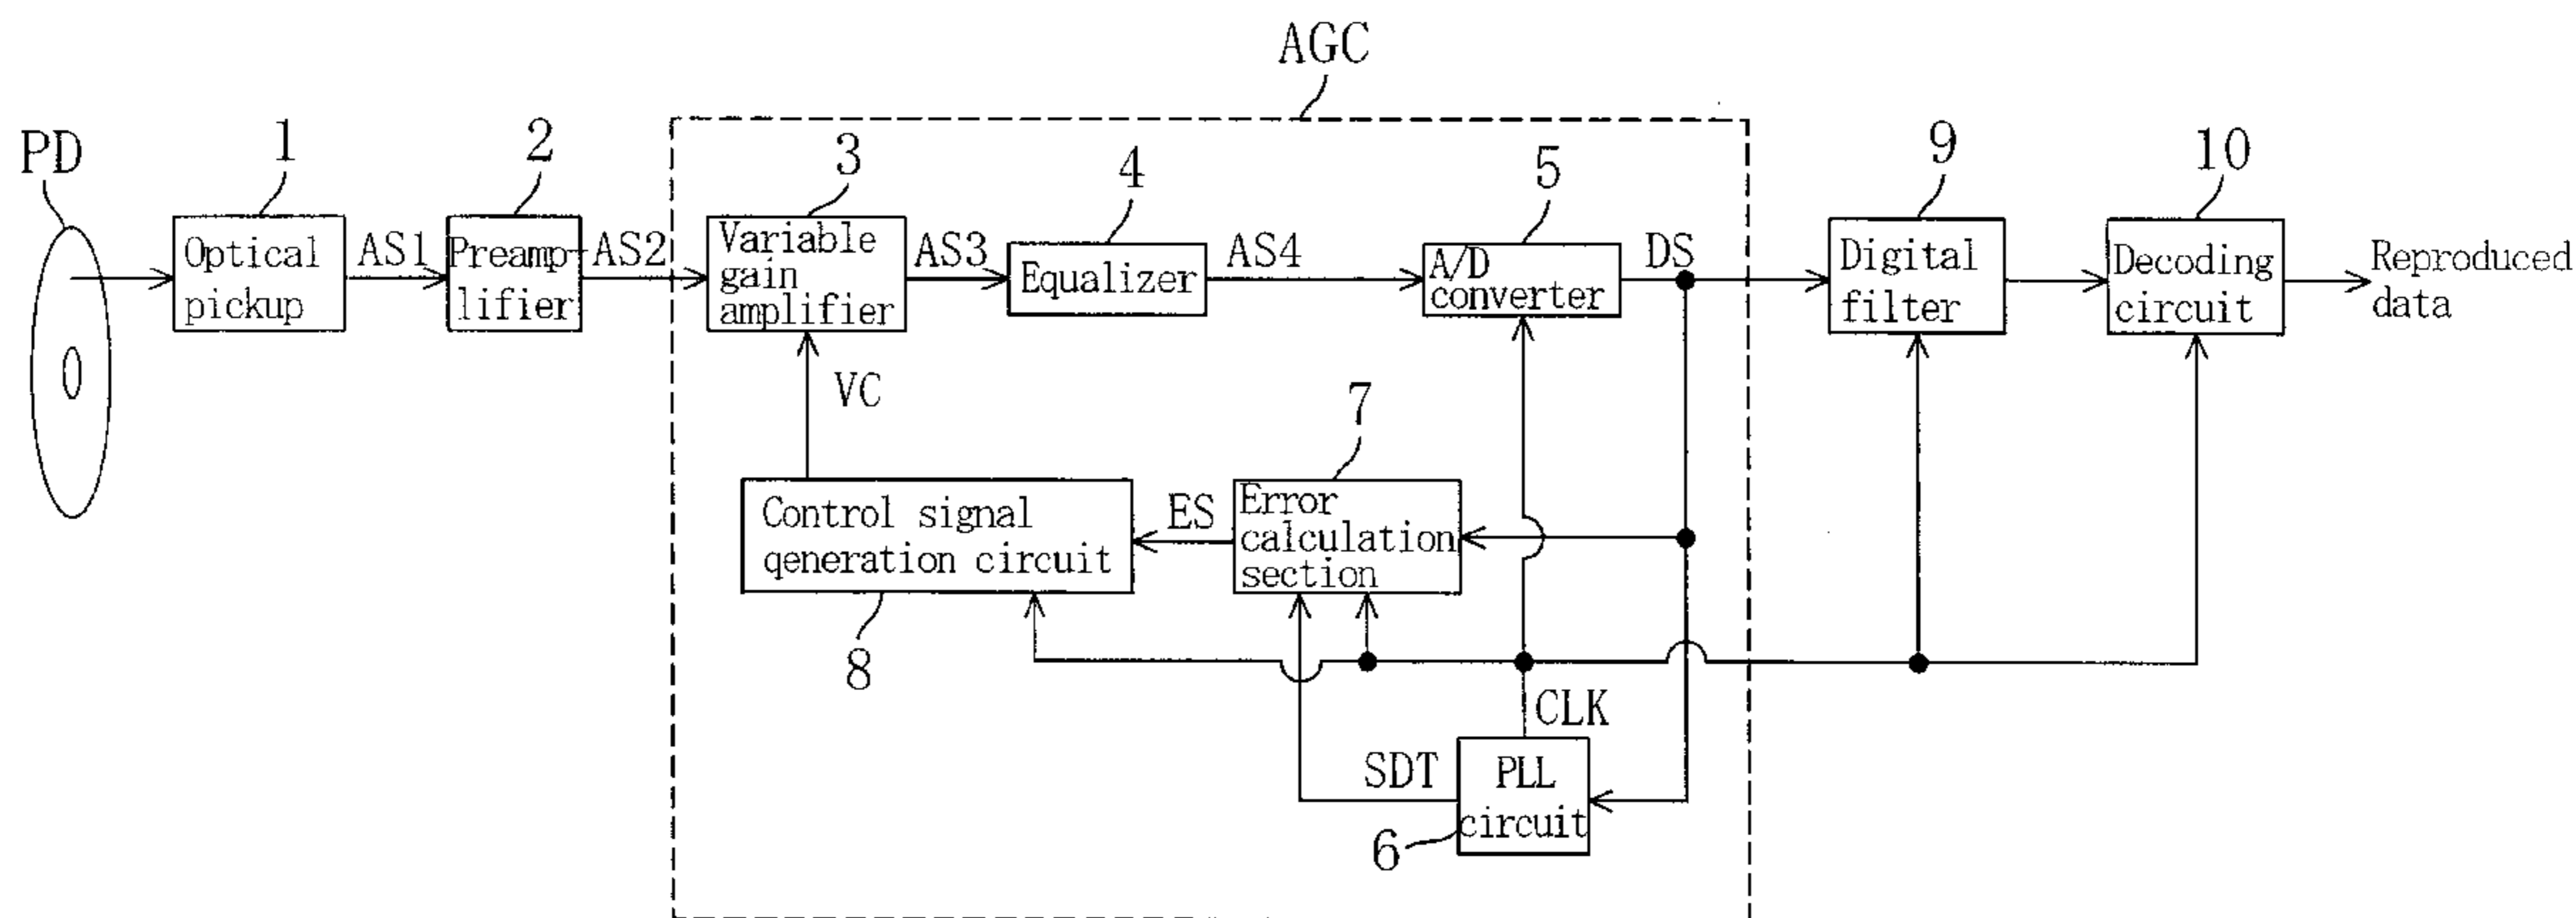 AGC
PD
1
2
3
4
5
9
10
Optical
pickup
AS1
Preamp-
lifier
AS2
Variable
gain
amplifier
AS3
Equalizer
AS4
A/D
converter
DS
Digital
filter
Decoding
circuit
Reproduced
data
VC
7
Control signal
qeneration circuit
ES
Error
calculation
section
8
CLK
SDT
PLL
circuit
6